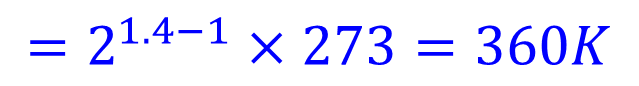 = 2^{1.4−1} × 273 = 360K